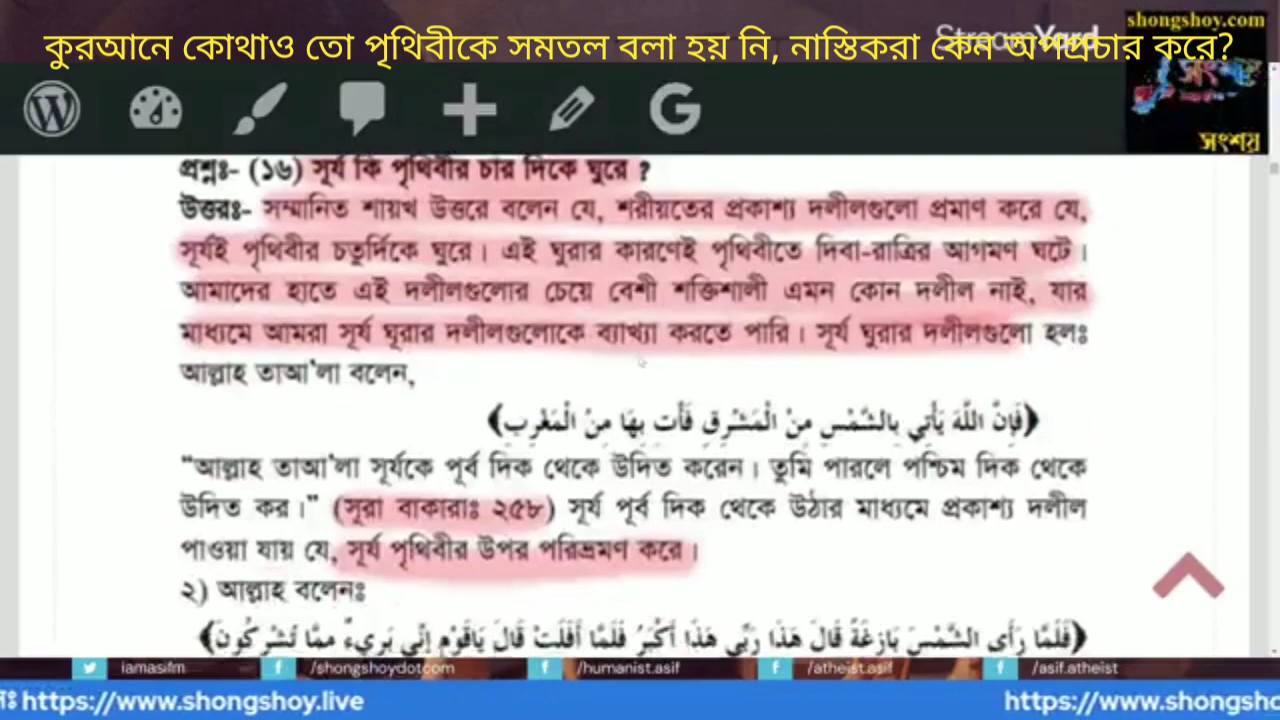 shongshoy.com
StreamYard
কুরআনে কোথাও তো পৃথিবীকে সমতল বলা হয় নি, নাস্তিকরা কেন অপপ্রচার করে?
সংশয়
প্রশ্নঃ- (১৬) সূর্য কি পৃথিবীর চার দিকে ঘুরে ?
উত্তরঃ- সম্মানিত শায়খ উত্তরে বলেন যে, শরীয়তের প্রকাশ্য দলীলগুলো প্রমাণ করে যে,
সূর্যই পৃথিবীর চতুর্দিকে ঘুরে। এই ঘুরার কারণেই পৃথিবীতে দিবা-রাত্রির আগমণ ঘটে।
আমাদের হাতে এই দলীলগুলোর চেয়ে বেশী শক্তিশালী এমন কোন দলীল নাই, যার
মাধ্যমে আমরা সূর্য ঘূরার দলীলগুলোকে ব্যাখ্যা করতে পারি। সূর্য ঘুরার দলীলগুলো হলঃ
আল্লাহ তাআ'লা বলেন,
﴿فَإِنَّ اللَّهَ يَأْتِي بِالشَّمْسِ مِنْ الْمَشْرِقِ فَأْتِ بِهَا مِنْ الْمَغْرِبِ﴾
"আল্লাহ তাআ'লা সূর্যকে পূর্ব দিক থেকে উদিত করেন। তুমি পারলে পশ্চিম দিক থেকে
উদিত কর।" (সূরা বাকারাঃ ২৫৮) সূর্য পূর্ব দিক থেকে উঠার মাধ্যমে প্রকাশ্য দলীল
পাওয়া যায় যে, সূর্য পৃথিবীর উপর পরিভ্রমণ করে।
২) আল্লাহ বলেনঃ
﴿فَلَمَّا رَأَى الشَّمْسَ بَازِغَةً قَالَ هَذَا رَبِّي هَذَا أَكْبَرُ فَلَمَّا أَفَلَتْ قَالَ يَاقَوْمِ إِنِّي بَرِيءٌ مِمَّا تُشْرِكُونَ﴾
iamasifm /shongshoydotcom /humanist.asif /atheist.asif /asif.atheist
https://www.shongshoy.live https://www.shongsho